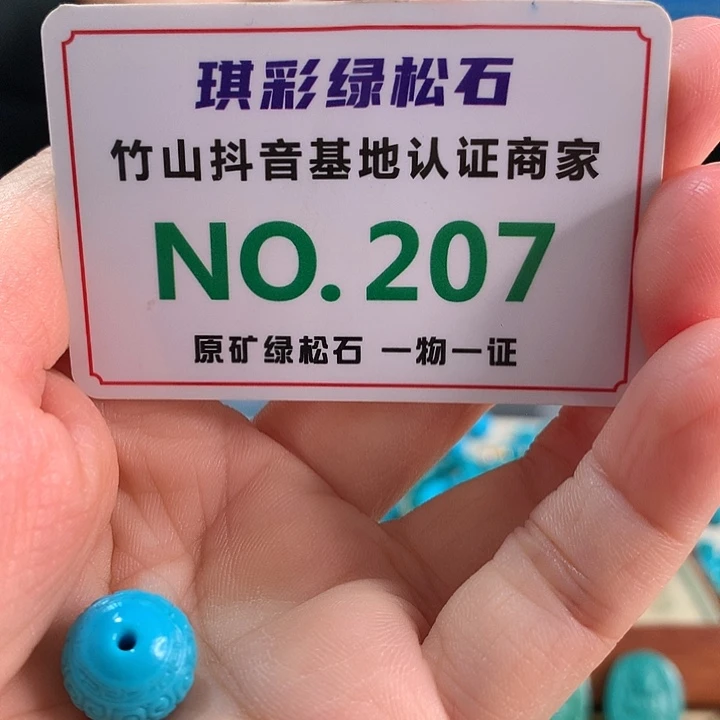 琪彩绿松石
竹山抖音基地认证商家
NO.207
原矿绿松石 一物一证